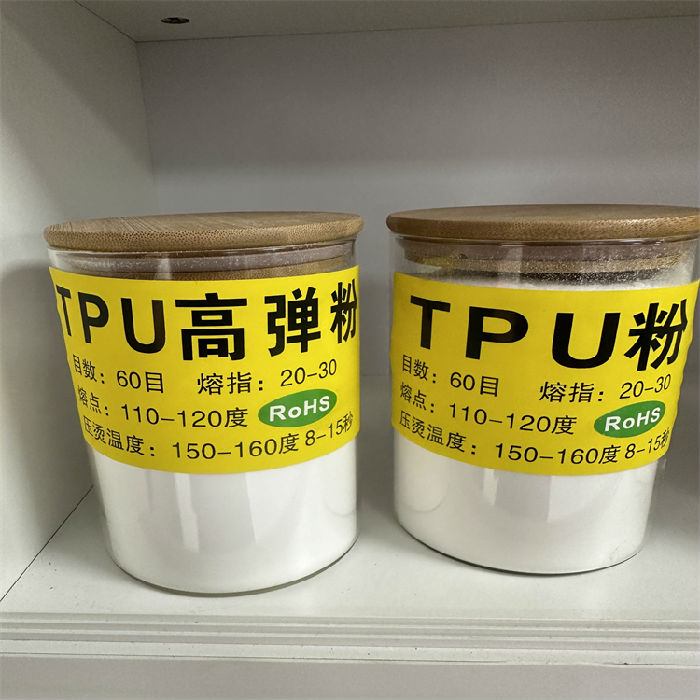 TPU高弹粉
目数：60目 熔指：20-30
熔点：110-120度 RoHS
压烫温度：150-160度 8-15秒
TPU粉
目数：60目 熔指：20-30
熔点：110-120度 RoHS
压烫温度：150-160度 8-15秒